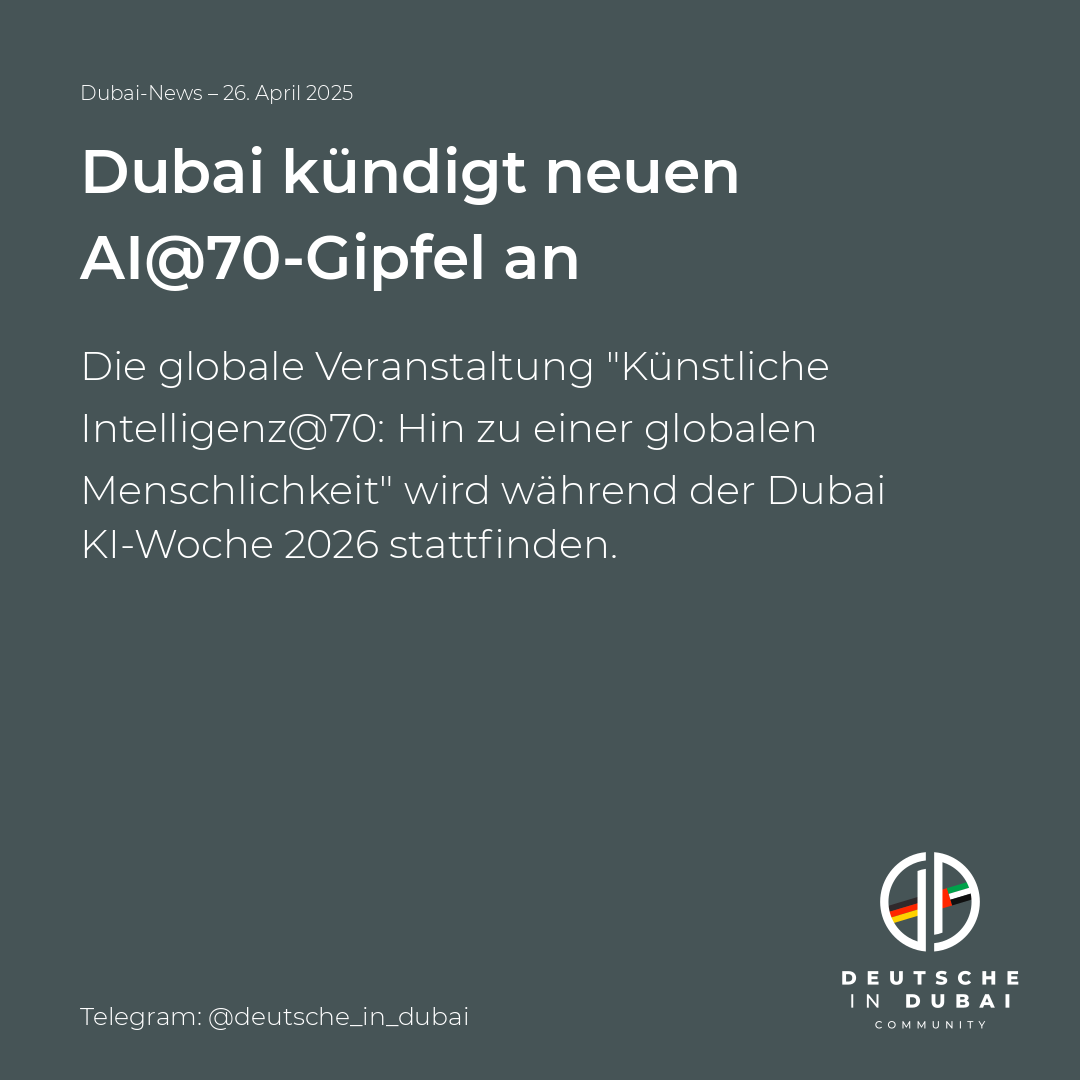 Dubai-News – 26. April 2025
Dubai kündigt neuen
AI@70-Gipfel an
Die globale Veranstaltung "Künstliche
Intelligenz@70: Hin zu einer globalen
Menschlichkeit" wird während der Dubai
KI-Woche 2026 stattfinden.
DEUTSCHE
IN DUBAI
COMMUNITY
Telegram: @deutsche_in_dubai